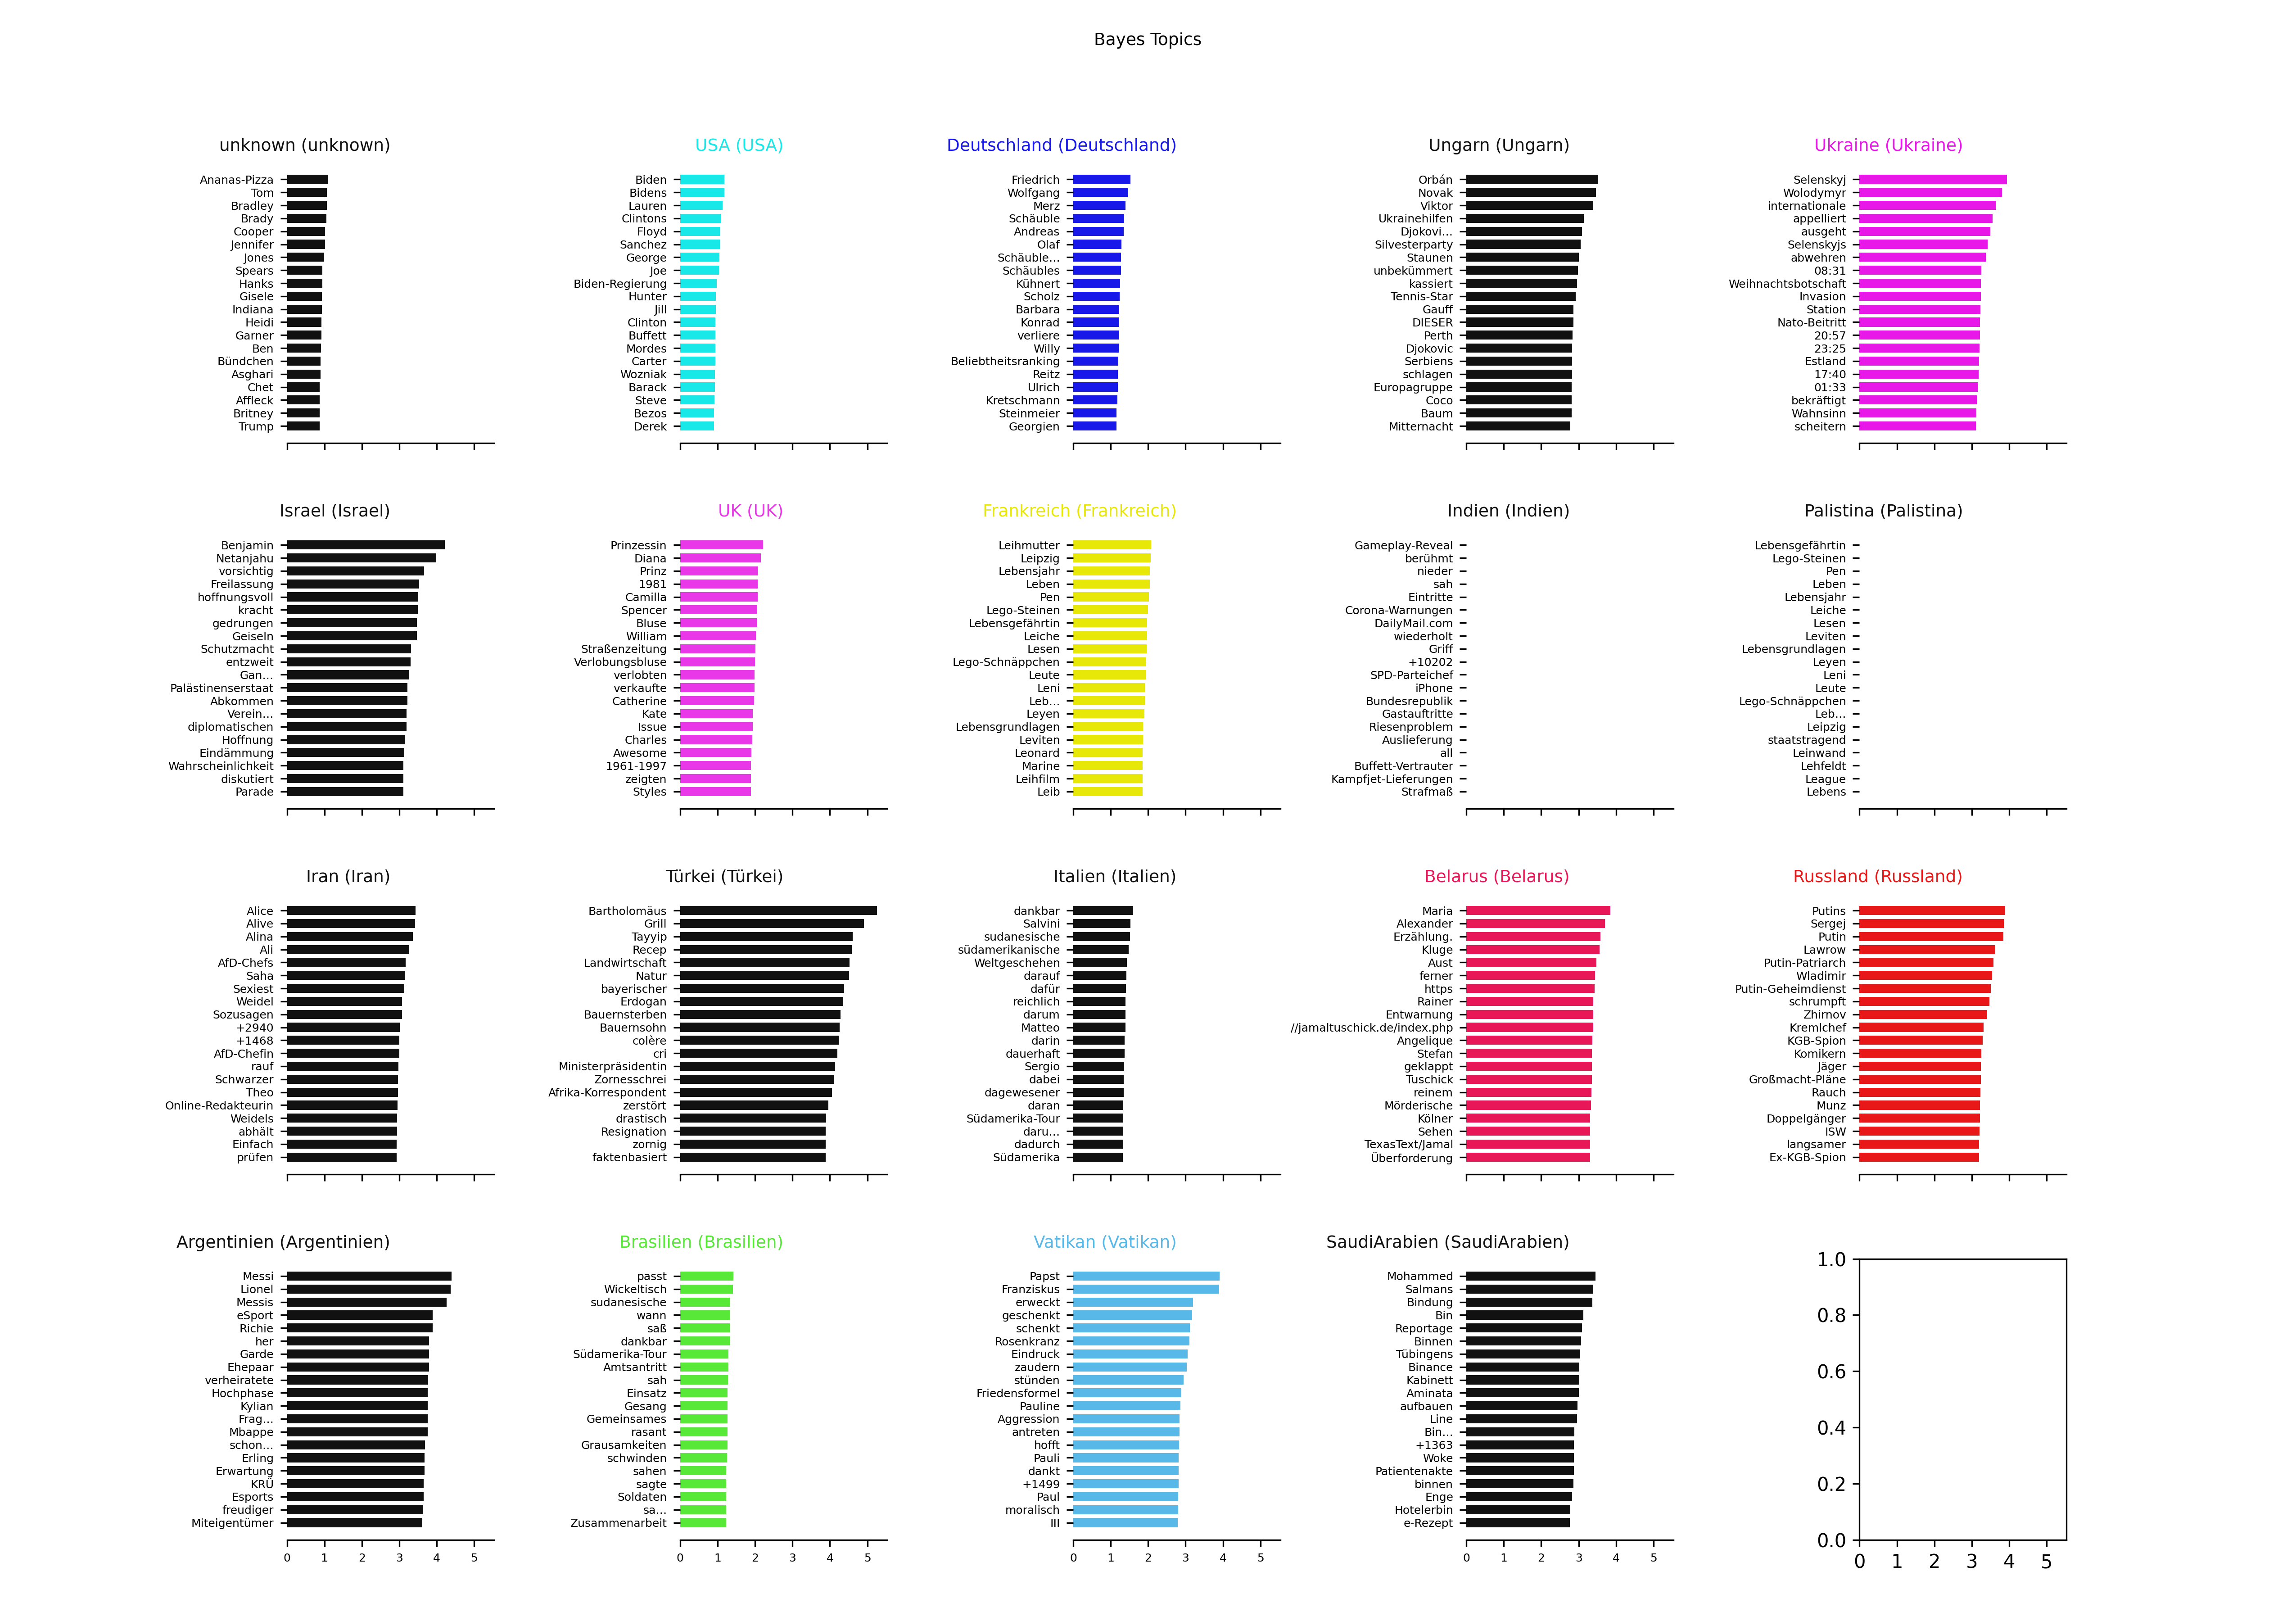 Bayes Topics
unknown (unknown)
Ananas-Pizza
Tom
Bradley
Brady
Cooper
Jennifer
Jones
Spears
Hanks
Gisele
Indiana
Heidi
Garner
Ben
Bündchen
Asghari
Chet
Affleck
Britney
Trump
USA (USA)
Biden
Bidens
Lauren
Clintons
Floyd
Sanchez
George
Joe
Biden-Regierung
Hunter
Jill
Clinton
Buffett
Mordes
Carter
Wozniak
Barack
Steve
Bezos
Derek
Deutschland (Deutschland)
Friedrich
Wolfgang
Merz
Schäuble
Andreas
Olaf
Schäuble...
Schäubles
Kühnert
Scholz
Barbara
Konrad
verliere
Willy
Beliebtheitsranking
Reitz
Ulrich
Kretschmann
Steinmeier
Georgien
Ungarn (Ungarn)
Orbán
Novak
Viktor
Ukrainehilfen
Djokovi...
Silvesterparty
Staunen
unbekümmert
kassiert
Tennis-Star
Gauff
DIESER
Perth
Djokovic
Serbiens
schlagen
Europagruppe
Coco
Baum
Mitternacht
Ukraine (Ukraine)
Selenskyj
Wolodymyr
internationale
appelliert
ausgeht
Selenskyjs
abwehren
08:31
Weihnachtsbotschaft
Invasion
Station
Nato-Beitritt
20:57
23:25
Estland
17:40
01:33
bekräftigt
Wahnsinn
scheitern
Israel (Israel)
Benjamin
Netanjahu
vorsichtig
Freilassung
hoffnungsvoll
kracht
gedrungen
Geiseln
Schutzmacht
entzweit
Gan...
Palästinenserstaat
Abkommen
Verein...
diplomatischen
Hoffnung
Eindämmung
Wahrscheinlichkeit
diskutiert
Parade
UK (UK)
Prinzessin
Diana
Prinz
1981
Camilla
Spencer
Bluse
William
Straßenzeitung
Verlobungsbluse
verlobten
verkaufte
Catherine
Kate
Issue
Charles
Awesome
1961-1997
zeigten
Styles
Frankreich (Frankreich)
Leihmutter
Leipzig
Lebensjahr
Leben
Pen
Lego-Steinen
Lebensgefährtin
Leiche
Lesen
Lego-Schnäppchen
Leute
Leni
Leb...
Leyen
Lebensgrundlagen
Leviten
Leonard
Marine
Leihfilm
Leib
Indien (Indien)
Gameplay-Reveal
berühmt
nieder
sah
Eintritte
Corona-Warnungen
DailyMail.com
wiederholt
Griff
+10202
SPD-Parteichef
iPhone
Bundesrepublik
Gastauftritte
Riesenproblem
Auslieferung
all
Buffett-Vertrauter
Kampfjet-Lieferungen
Strafmaß
Palistina (Palistina)
Lebensgefährtin
Lego-Steinen
Pen
Leben
Lebensjahr
Leiche
Lesen
Leviten
Lebensgrundlagen
Leyen
Leni
Leute
Lego-Schnäppchen
Leb...
Leipzig
staatstragend
Leinwand
Lehfeldt
League
Lebens
Iran (Iran)
Alice
Alive
Alina
Ali
AfD-Chefs
Saha
Sexiest
Weidel
Sozusagen
+2940
+1468
AfD-Chefin
rauf
Schwarzer
Theo
Online-Redakteurin
Weidels
abhält
Einfach
prüfen
Türkei (Türkei)
Bartholomäus
Grill
Tayyip
Recep
Landwirtschaft
Natur
bayerischer
Erdogan
Bauernsterben
Bauernsohn
colère
cri
Ministerpräsidentin
Zornesschrei
Afrika-Korrespondent
zerstört
drastisch
Resignation
zornig
faktenbasiert
Italien (Italien)
dankbar
Salvini
sudanesische
südamerikanische
Weltgeschehen
darauf
dafür
reichlich
darum
Matteo
darin
dauerhaft
Sergio
dabei
dagewesener
daran
Südamerika-Tour
daru...
dadurch
Südamerika
Belarus (Belarus)
Maria
Alexander
Erzählung.
Kluge
Aust
ferner
https
Rainer
Entwarnung
//jamaltuschick.de/index.php
Angelique
Stefan
geklappt
Tuschick
reinem
Mörderische
Kölner
Sehen
TexasText/Jamal
Überforderung
Russland (Russland)
Putins
Sergej
Putin
Lawrow
Putin-Patriarch
Wladimir
Putin-Geheimdienst
schrumpft
Zhirnov
Kremlchef
KGB-Spion
Komikern
Jäger
Großmacht-Pläne
Rauch
Munz
Doppelgänger
ISW
langsamer
Ex-KGB-Spion
Argentinien (Argentinien)
Messi
Lionel
Messis
eSport
Richie
her
Garde
Ehepaar
verheiratete
Hochphase
Kylian
Frag...
Mbappe
schon...
Erling
Erwartung
KRÜ
Esports
freudiger
Miteigentümer
0 1 2 3 4 5
Brasilien (Brasilien)
passt
Wickeltisch
sudanesische
wann
saß
dankbar
Südamerika-Tour
Amtsantritt
sah
Einsatz
Gesang
Gemeinsames
rasant
Grausamkeiten
schwinden
sahen
sagte
Soldaten
sa...
Zusammenarbeit
0 1 2 3 4 5
Vatikan (Vatikan)
Papst
Franziskus
erweckt
geschenkt
schenkt
Rosenkranz
Eindruck
zaudern
stünden
Friedensformel
Pauline
Aggression
antreten
hofft
Pauli
dankt
+1499
Paul
moralisch
III
0 1 2 3 4 5
SaudiArabien (SaudiArabien)
Mohammed
Salmans
Bindung
Bin
Reportage
Binnen
Tübingens
Binance
Kabinett
Aminata
aufbauen
Line
Bin...
+1363
Woke
Patientenakte
binnen
Enge
Hotelerbin
e-Rezept
0 1 2 3 4 5
1.0
0.8
0.6
0.4
0.2
0.0
0 1 2 3 4 5